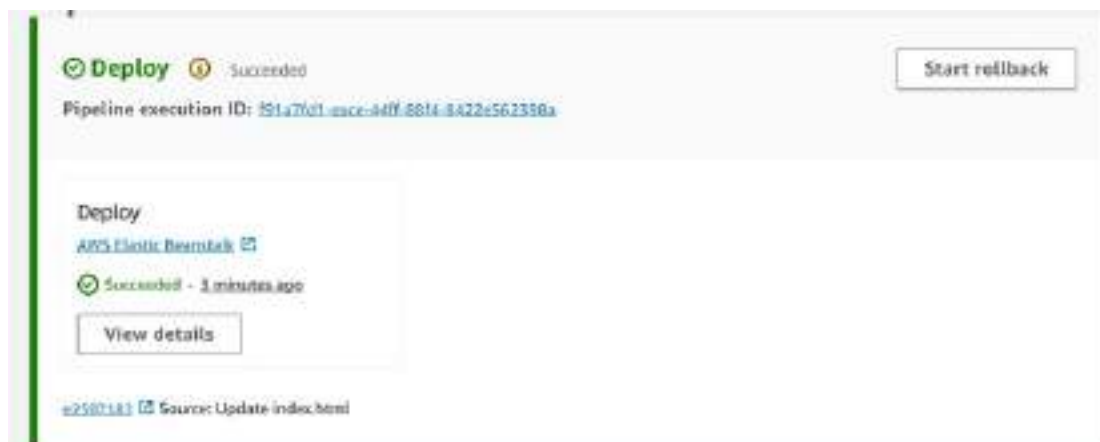 Deploy Succeeded
Start rollback
Pipeline execution ID:
Deploy
AWS Elastic Beanstalk
Succeeded - 3 minutes ago
View details
Source: Update index.html